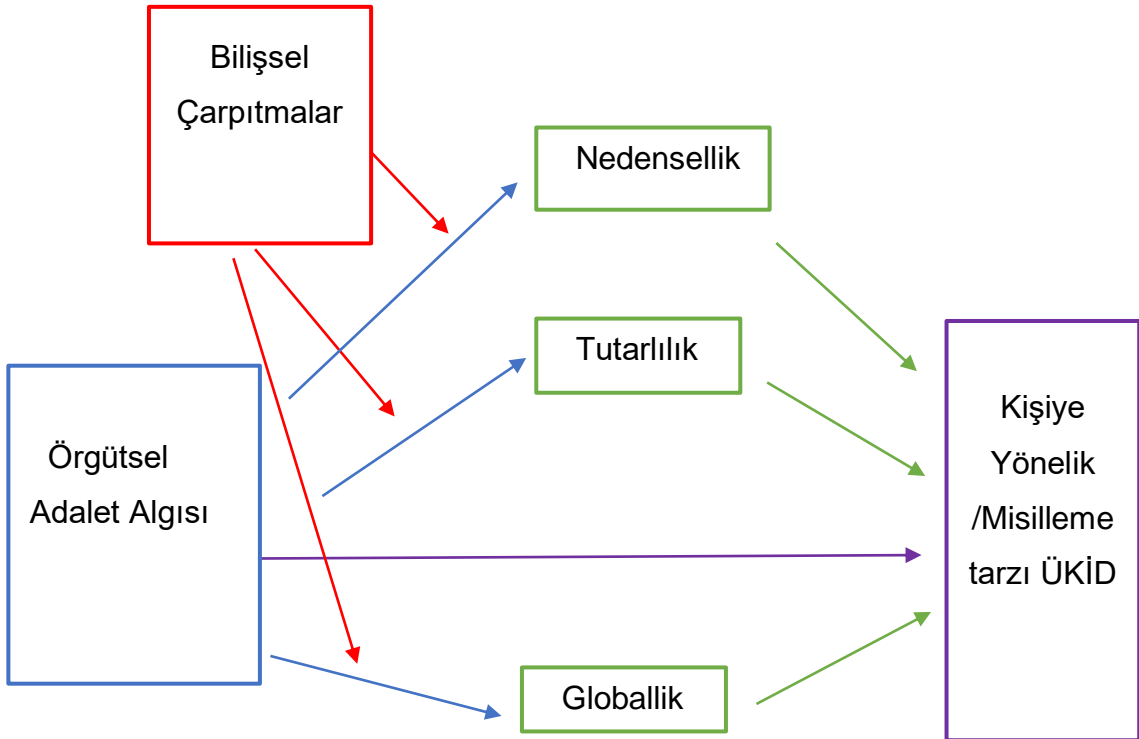 Bilişsel
Çarpıtmalar
Nedensellik
Tutarlılık
Örgütsel
Adalet Algısı
Kişiye
Yönelik
/Misilleme
tarzı ÜKİD
Globallik